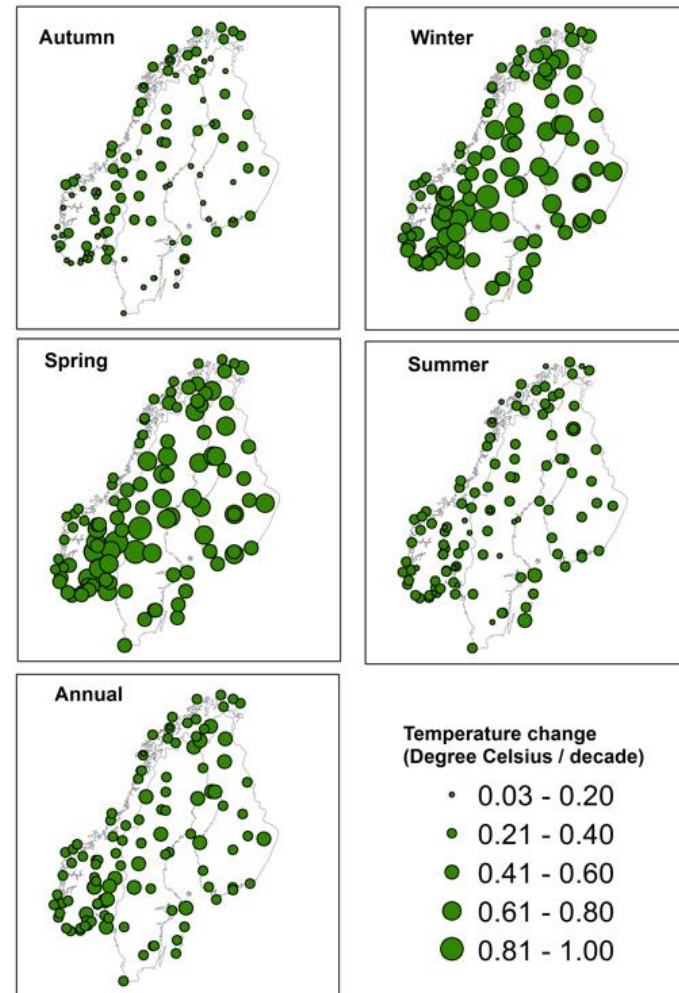 Autumn
Winter
Spring
Summer
Annual
Temperature change
(Degree Celsius / decade)
0.03 - 0.20
0.21 - 0.40
0.41 - 0.60
0.61 - 0.80
0.81 - 1.00